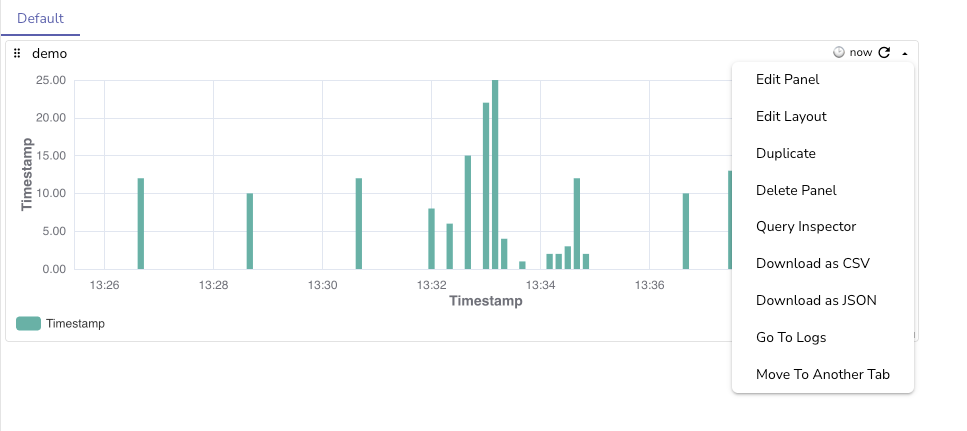 Default
demo
now
25.00
20.00
15.00
10.00
5.00
0.00
Timestamp
13:26
13:28
13:30
13:32
13:34
13:36
Timestamp
Timestamp
Edit Panel
Edit Layout
Duplicate
Delete Panel
Query Inspector
Download as CSV
Download as JSON
Go To Logs
Move To Another Tab